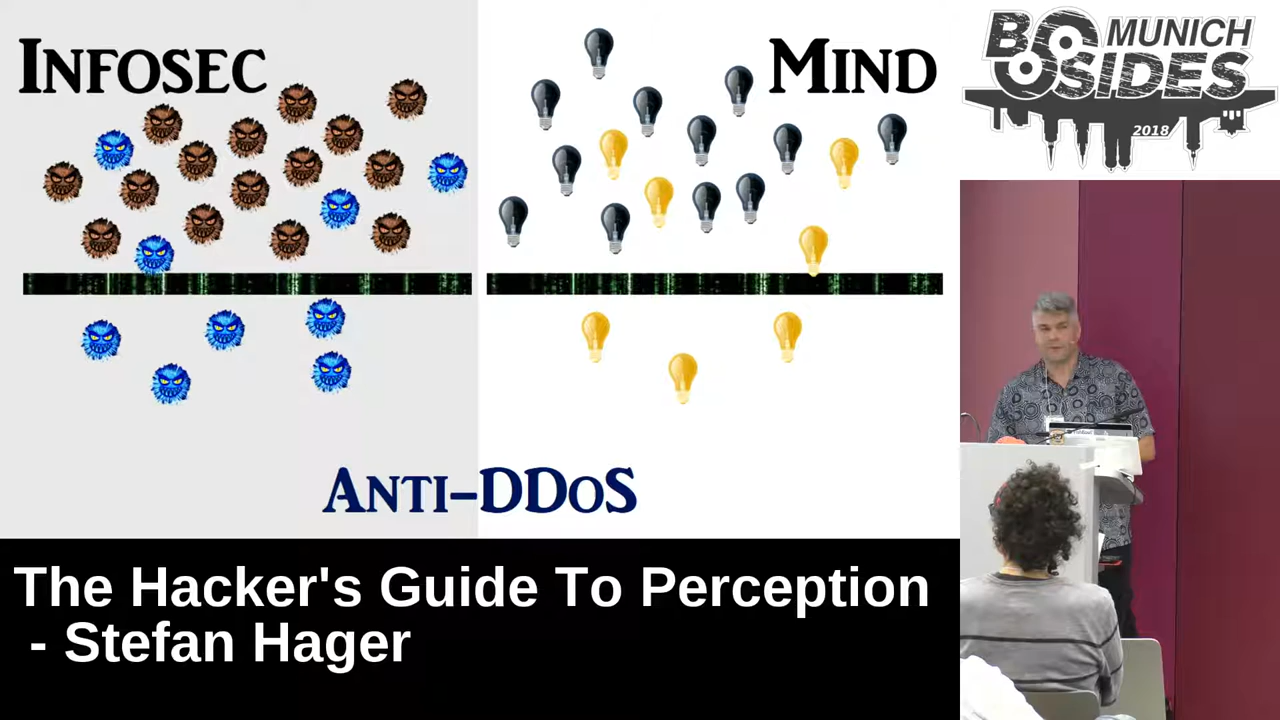 INFOSEC
MIND
ANTI-DDOS
BSIDES MUNICH
2018
The Hacker's Guide To Perception
- Stefan Hager